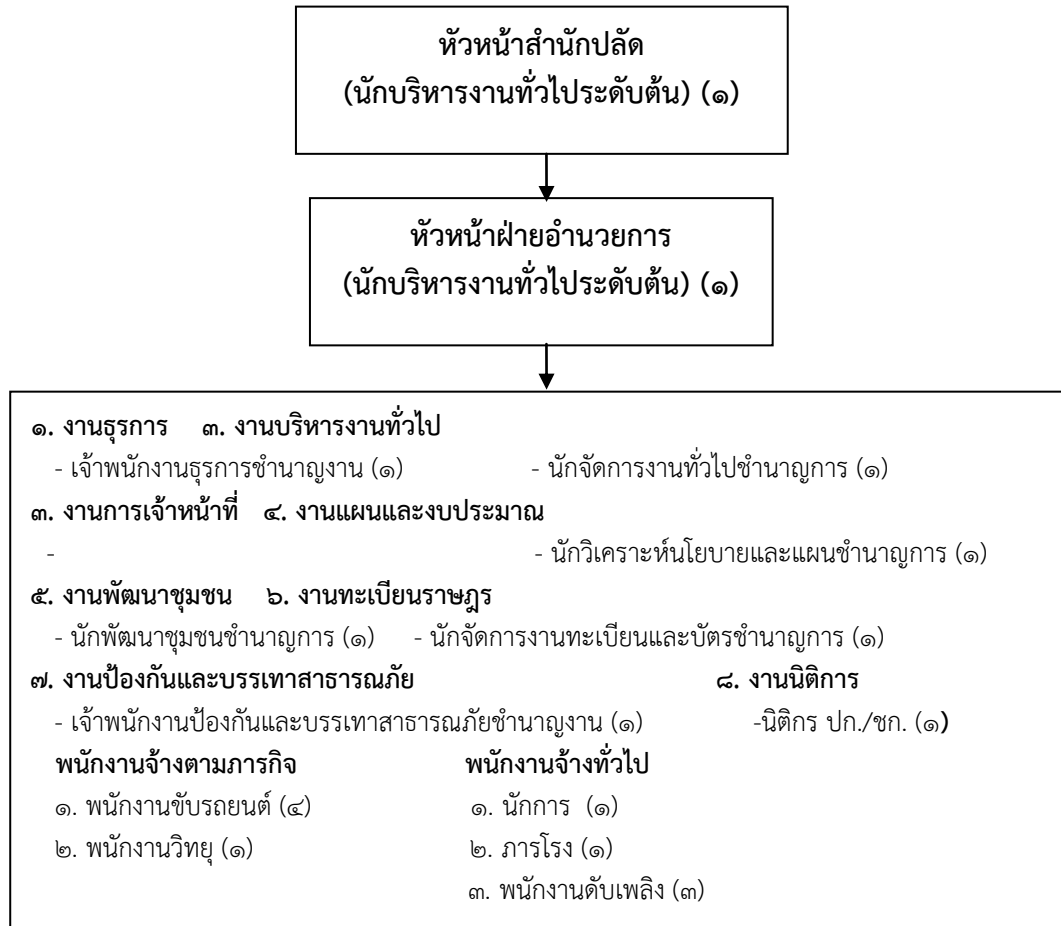 หัวหน้าสำนักปลัด
(นักบริหารงานทั่วไประดับต้น) (๑)
หัวหน้าฝ่ายอำนวยการ
(นักบริหารงานทั่วไประดับต้น) (๑)
๑. งานธุรการ ๓. งานบริหารงานทั่วไป
- เจ้าพนักงานธุรการชำนาญงาน (๑) - นักจัดการงานทั่วไปชำนาญการ (๑)
๓. งานการเจ้าหน้าที่ ๔. งานแผนและงบประมาณ
- - นักวิเคราะห์นโยบายและแผนชำนาญการ (๑)
๕. งานพัฒนาชุมชน ๖. งานทะเบียนราษฎร
- นักพัฒนาชุมชนชำนาญการ (๑) - นักจัดการงานทะเบียนและบัตรชำนาญการ (๑)
๗. งานป้องกันและบรรเทาสาธารณภัย ๘. งานนิติการ
- เจ้าพนักงานป้องกันและบรรเทาสาธารณภัยชำนาญงาน (๑) -นิติกร ปก./ชก. (๑)
พนักงานจ้างตามภารกิจ พนักงานจ้างทั่วไป
๑. พนักงานขับรถยนต์ (๔) ๑. นักการ (๑)
๒. พนักงานวิทยุ (๑) ๒. ภารโรง (๑)
๓. พนักงานดับเพลิง (๓)